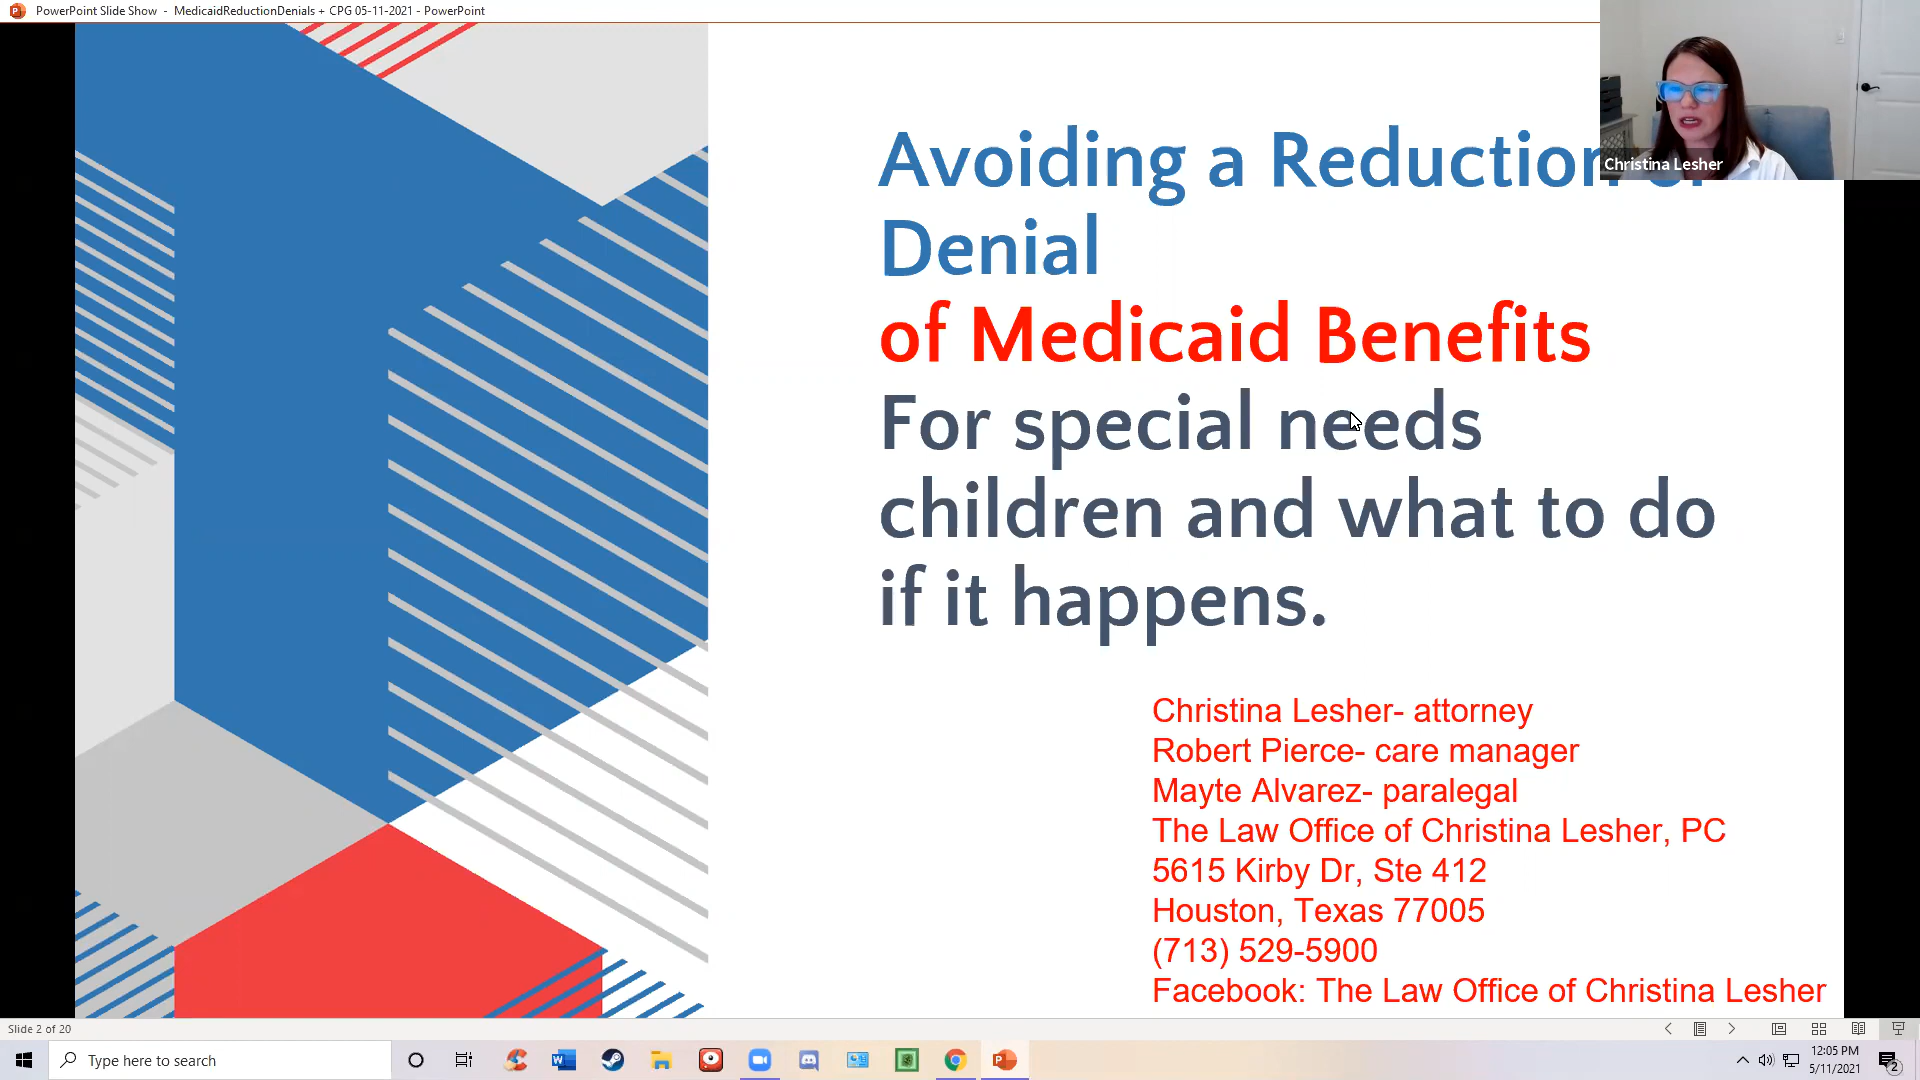 PowerPoint Slide Show - MedicaidReductionDenials + CPG 05-11-2021 - PowerPoint
Christina Lesher
Avoiding a Reduction or
Denial
of Medicaid Benefits
For special needs
children and what to do
if it happens.
Christina Lesher- attorney
Robert Pierce- care manager
Mayte Alvarez- paralegal
The Law Office of Christina Lesher, PC
5615 Kirby Dr, Ste 412
Houston, Texas 77005
(713) 529-5900
Facebook: The Law Office of Christina Lesher
Slide 2 of 20
Type here to search
12:05 PM
5/11/2021
2